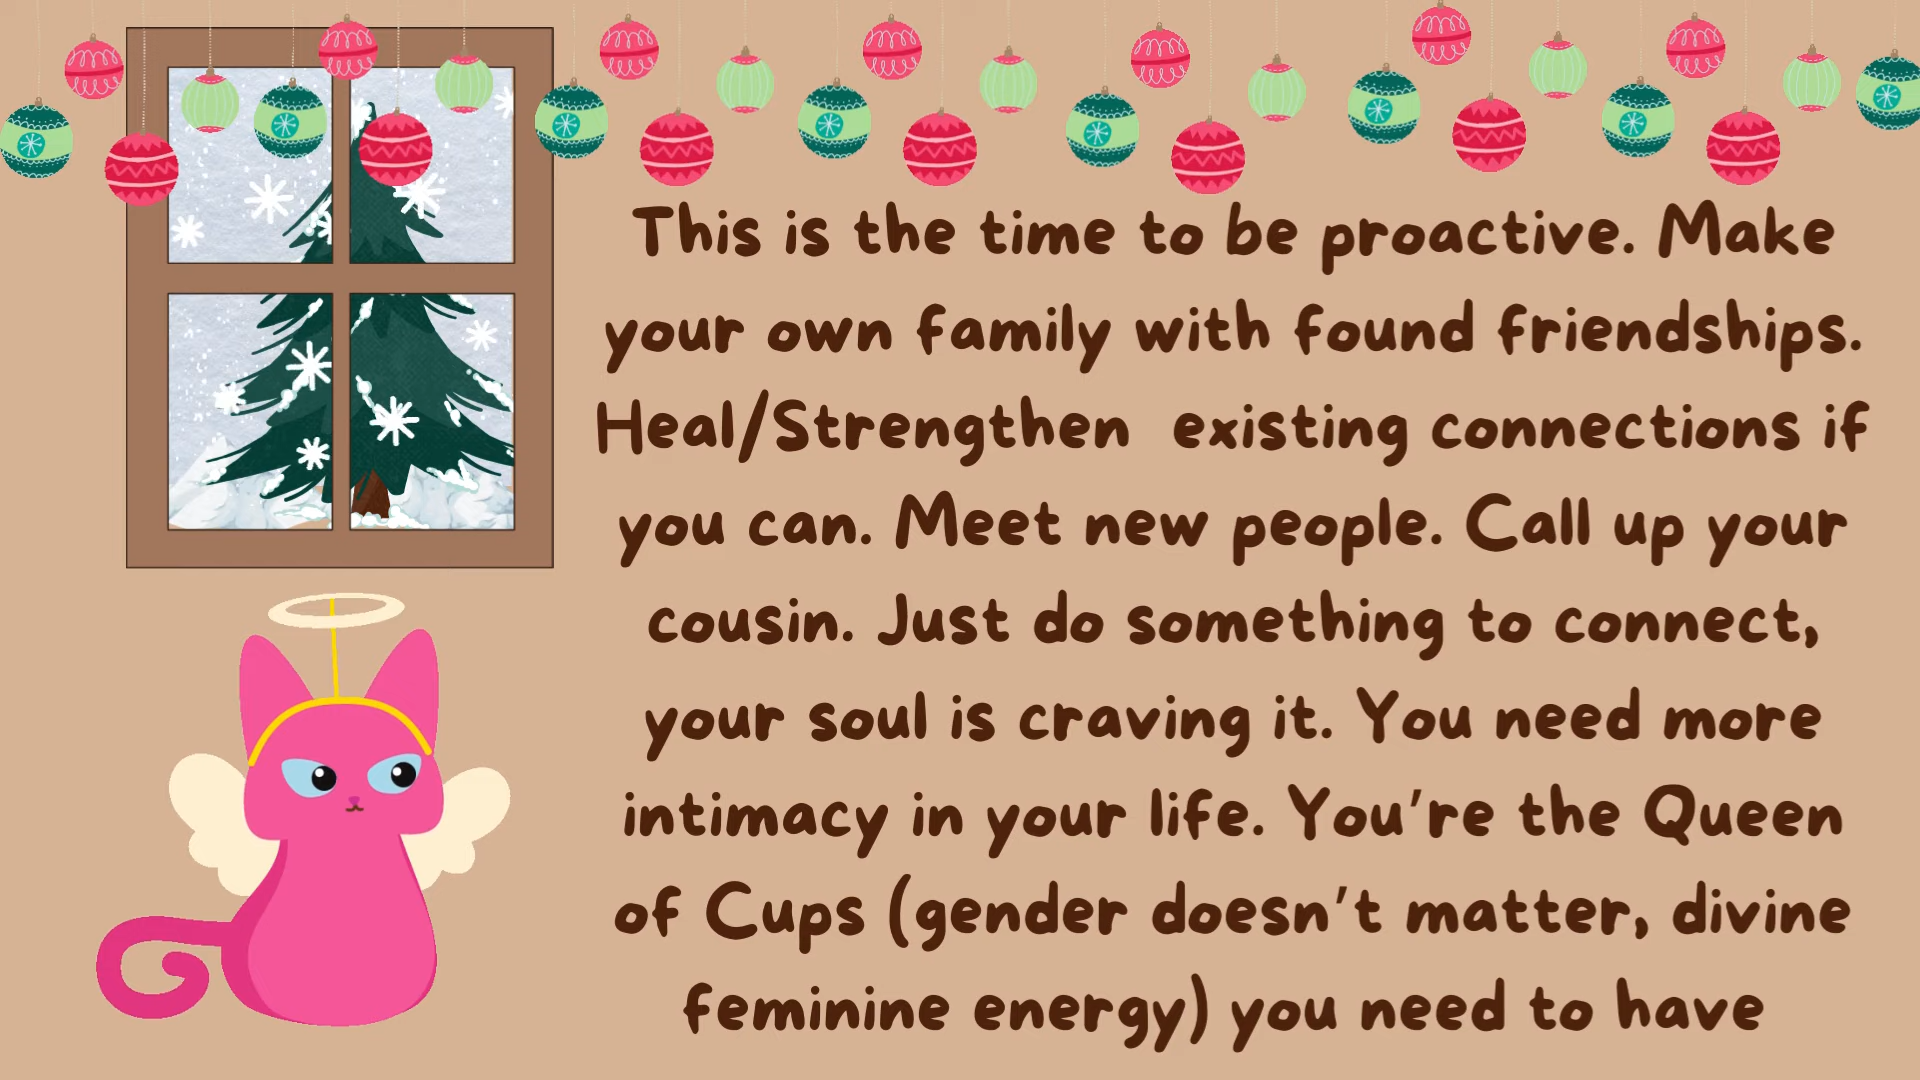 This is the time to be proactive. Make
your own family with found friendships.
Heal/Strengthen  existing connections if
you can. Meet new people. Call up your
cousin. Just do something to connect,
your soul is craving it. You need more
intimacy in your life. You're the Queen
of Cups (gender doesn't matter, divine
feminine energy) you need to have